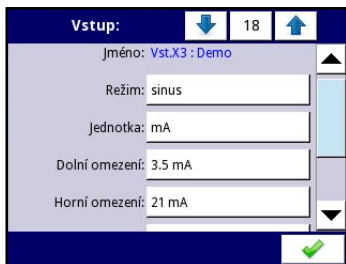 Vstup: 18
Jméno: Vst.X3 : Demo
Režim: sinus
Jednotka: mA
Dolní omezení: 3.5 mA
Horní omezení: 21 mA